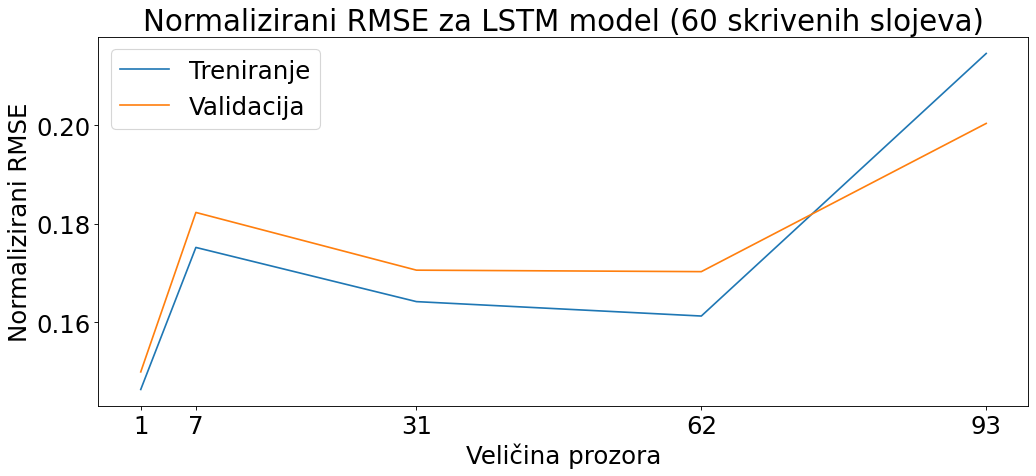 Normalizirani RMSE za LSTM model (60 skrivenih slojeva)
Treniranje
Validacija
Normalizirani RMSE
0.20
0.18
0.16
1 7 31 62 93
Veličina prozora